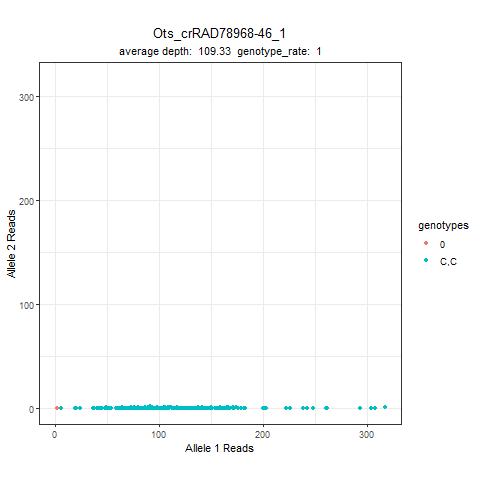 Ots_crRAD78968-46_1
average depth:  109.33  genotype_rate:  1
300
200
100
0
Allele 2 Reads
0
100
200
300
Allele 1 Reads
genotypes
0
C,C